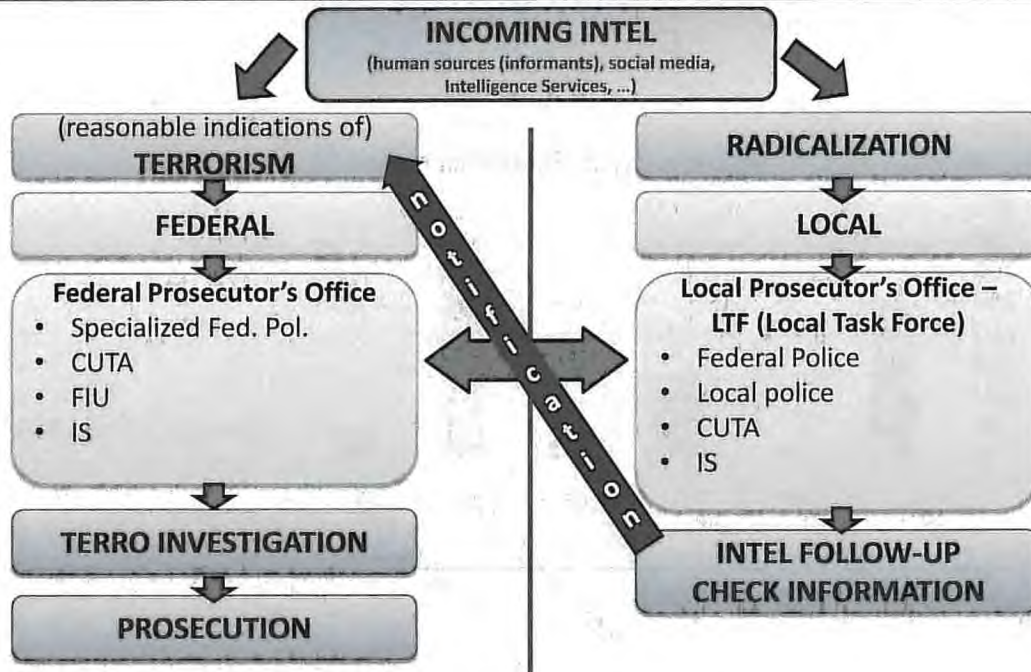 INCOMING INTEL
(human sources (informants), social media,
Intelligence Services, ...)
(reasonable indications of)
TERRORISM
FEDERAL
Federal Prosecutor's Office
• Specialized Fed. Pol.
• CUTA
• FIU
• IS
TERRO INVESTIGATION
PROSECUTION
notification
RADICALIZATION
LOCAL
Local Prosecutor's Office –
LTF (Local Task Force)
• Federal Police
• Local police
• CUTA
• IS
INTEL FOLLOW-UP
CHECK INFORMATION